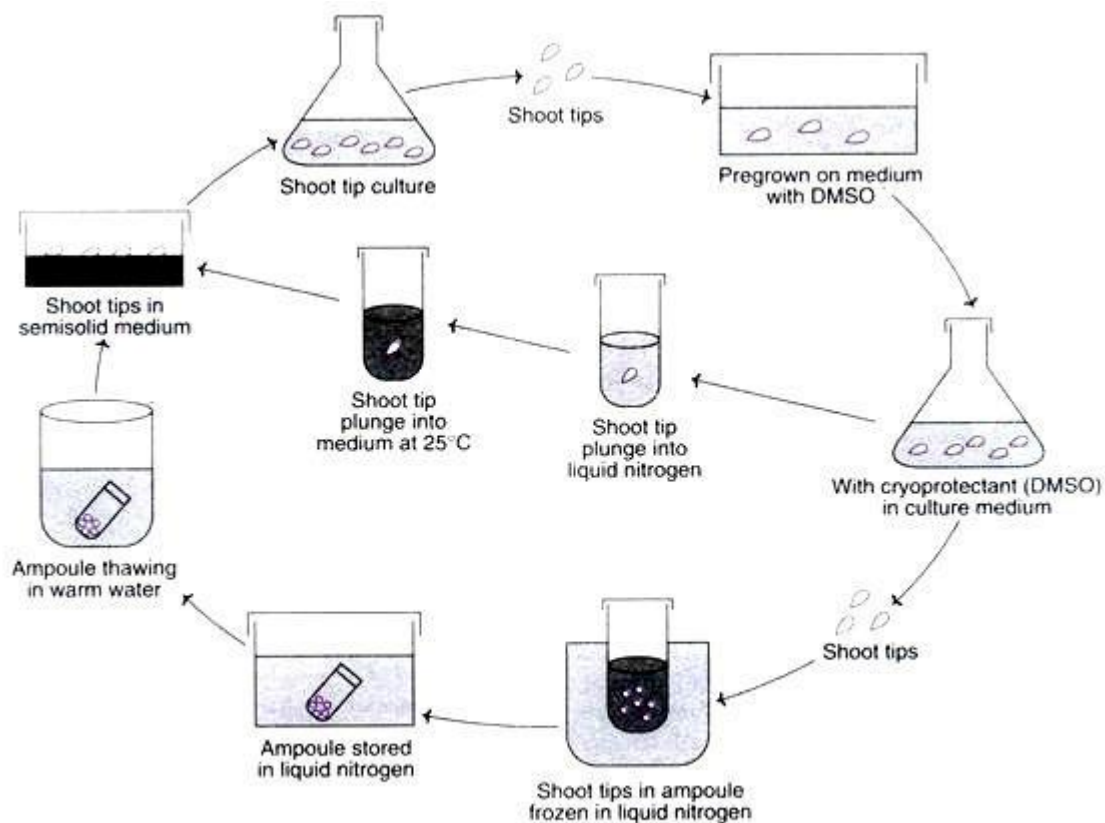 Shoot tip culture
Shoot tips
Pregrown on medium
with DMSO
Shoot tips in
semisolid medium
Shoot tip
plunge into
medium at 25°C
Shoot tip
plunge into
liquid nitrogen
With cryoprotectant (DMSO)
in culture medium
Ampoule thawing
in warm water
Shoot tips
Ampoule stored
in liquid nitrogen
Shoot tips in ampoule
frozen in liquid nitrogen